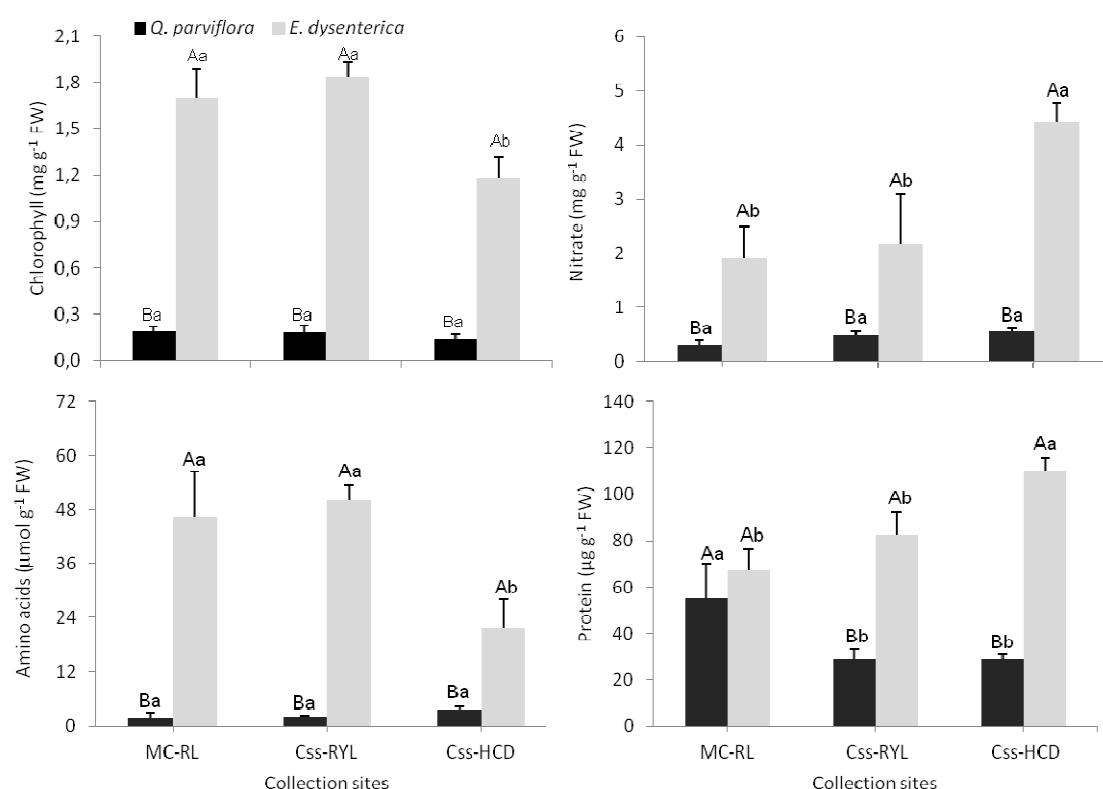 Q. parviflora E. dysenterica
Chlorophyll (mg g⁻¹ FW)
2,1
1,8
1,5
1,2
0,9
0,6
0,3
0,0
Aa
Aa
Ab
Ba
Ba
Ba
Nitrate (mg g⁻¹ FW)
6
5
4
3
2
1
0
Aa
Ab
Ab
Ba
Ba
Ba
Amino acids (µmol g⁻¹ FW)
72
60
48
36
24
12
0
Aa
Aa
Ab
Ba
Ba
Ba
MC-RL Css-RYL Css-HCD
Collection sites
Protein (µg g⁻¹ FW)
140
120
100
80
60
40
20
0
Aa
Ab
Ab
Aa
Bb
Bb
MC-RL Css-RYL Css-HCD
Collection sites